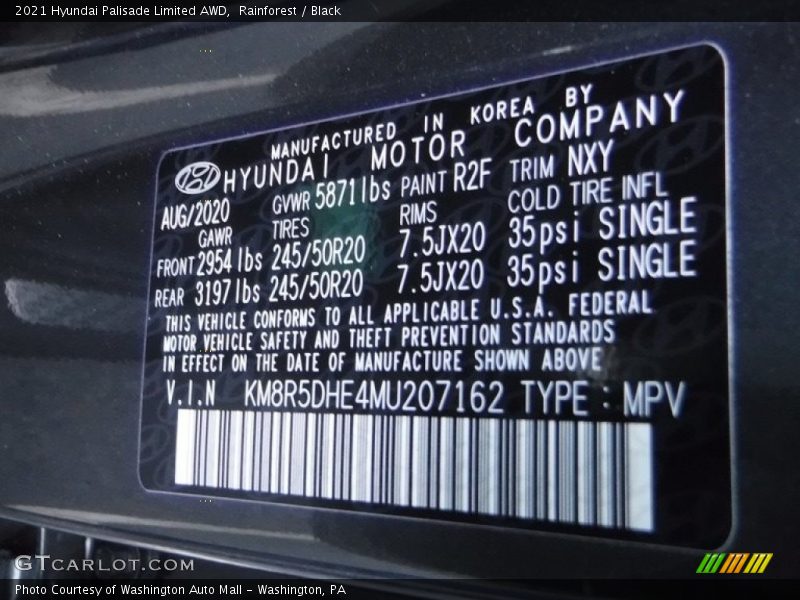 2021 Hyundai Palisade Limited AWD, Rainforest / Black
MANUFACTURED IN KOREA BY
HYUNDAI MOTOR COMPANY
AUG/2020 GVWR 5871lbs PAINT R2F TRIM NXY
GAWR TIRES RIMS COLD TIRE INFL
FRONT 2954 lbs 245/50R20 7.5JX20 35psi SINGLE
REAR 3197 lbs 245/50R20 7.5JX20 35psi SINGLE
THIS VEHICLE CONFORMS TO ALL APPLICABLE U.S.A. FEDERAL
MOTOR VEHICLE SAFETY AND THEFT PREVENTION STANDARDS
IN EFFECT ON THE DATE OF MANUFACTURE SHOWN ABOVE
V.I.N KM8R5DHE4MU207162 TYPE : MPV
GTCARLOT.COM
Photo Courtesy of Washington Auto Mall - Washington, PA